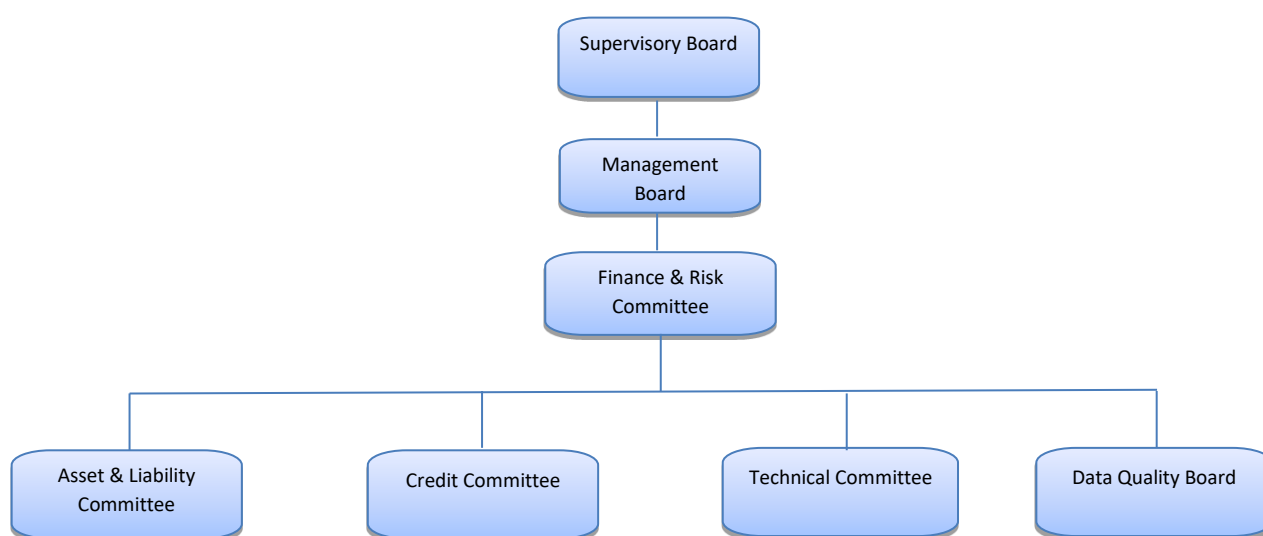 Supervisory Board
Management
Board
Finance & Risk
Committee
Asset & Liability
Committee
Credit Committee
Technical Committee
Data Quality Board